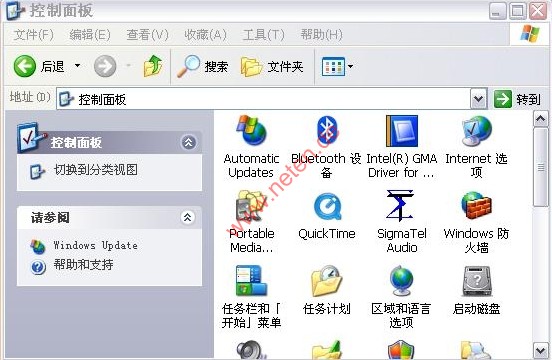 控制面板
文件(F) 编辑(E) 查看(V) 收藏(A) 工具(T) 帮助(H)
后退 搜索 文件夹
地址(D) 控制面板 转到
控制面板
切换到分类视图
请参阅
Windows Update
帮助和支持
Automatic
Updates
Bluetooth 设
备
Intel(R) GMA
Driver for ...
Internet 选
项
Portable
Media...
QuickTime
SigmaTel
Audio
Windows 防
火墙
任务栏和「
开始」菜单
任务计划
区域和语言
选项
启动磁盘